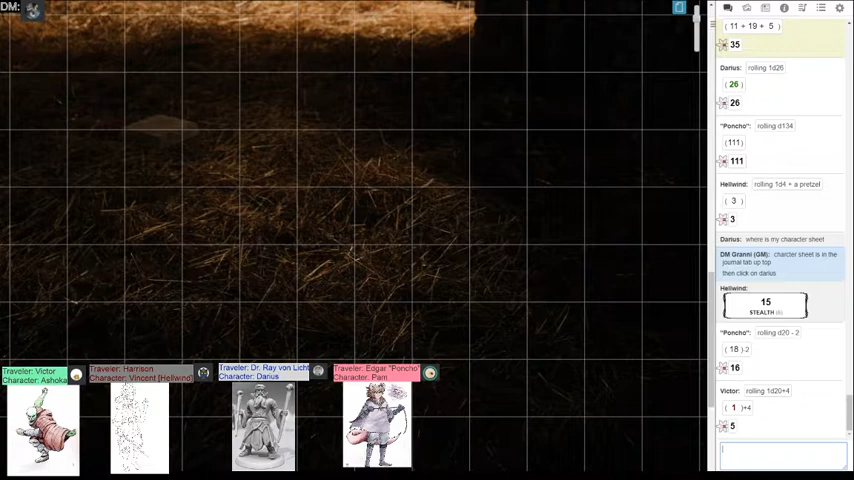 DM:
( 11 + 19 + 5 )
35
Darius: rolling 1d26
( 26 )
26
"Poncho": rolling d134
(111)
111
Hellwind: rolling 1d4 + a pretzel
( 3 )
3
Darius: where is my character sheet
DM Granni (GM): charcter sheet is in the
journal tab up top
then click on darius
Hellwind:
15
STEALTH
"Poncho": rolling d20 - 2
( 18 )-2
16
Victor: rolling 1d20+4
( 1 )+4
5
Traveler: Victor
Character: Ashoka
Traveler: Harrison
Character: Vincent [Hellwind]
Traveler: Dr. Ray von Licht
Character: Darius
Traveler: Edgar "Poncho"
Character: Pam